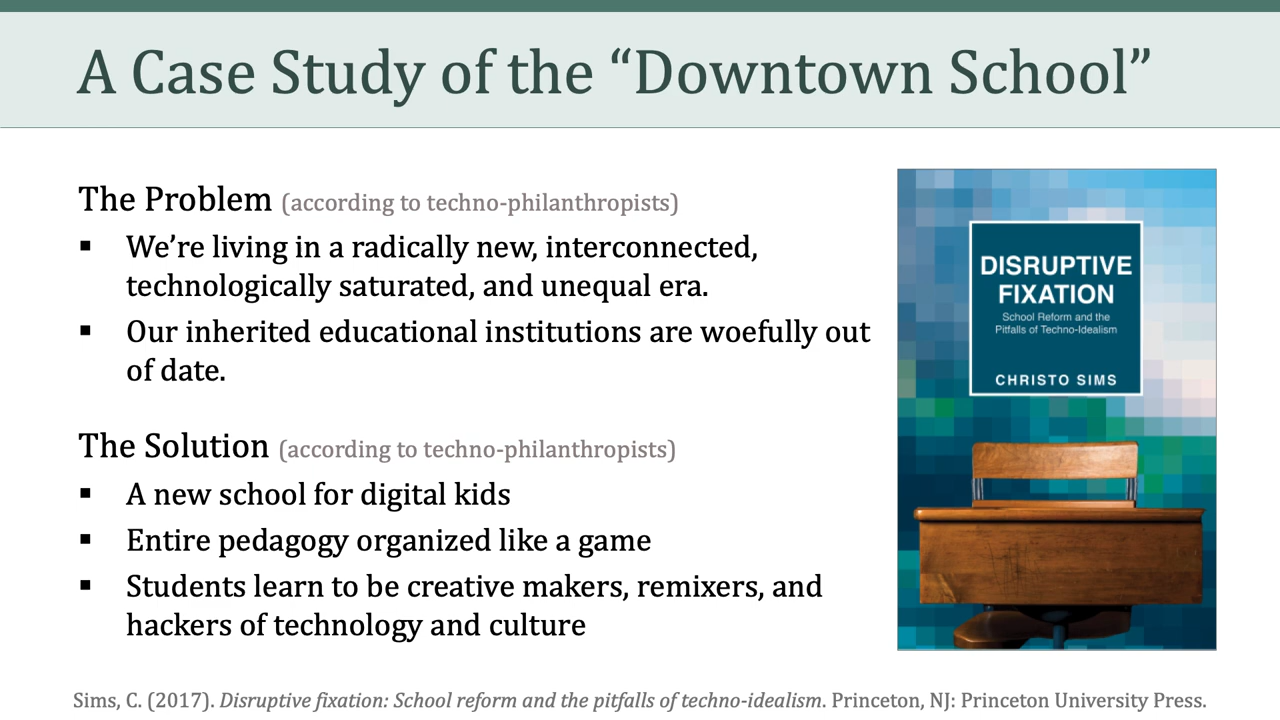 A Case Study of the “Downtown School”
The Problem (according to techno-philanthropists)
▪ We’re living in a radically new, interconnected,
technologically saturated, and unequal era.
▪ Our inherited educational institutions are woefully out
of date.
The Solution (according to techno-philanthropists)
▪ A new school for digital kids
▪ Entire pedagogy organized like a game
▪ Students learn to be creative makers, remixers, and
hackers of technology and culture
DISRUPTIVE
FIXATION
School Reform and the
Pitfalls of Techno-Idealism
CHRISTO SIMS
Sims, C. (2017). Disruptive fixation: School reform and the pitfalls of techno-idealism. Princeton, NJ: Princeton University Press.